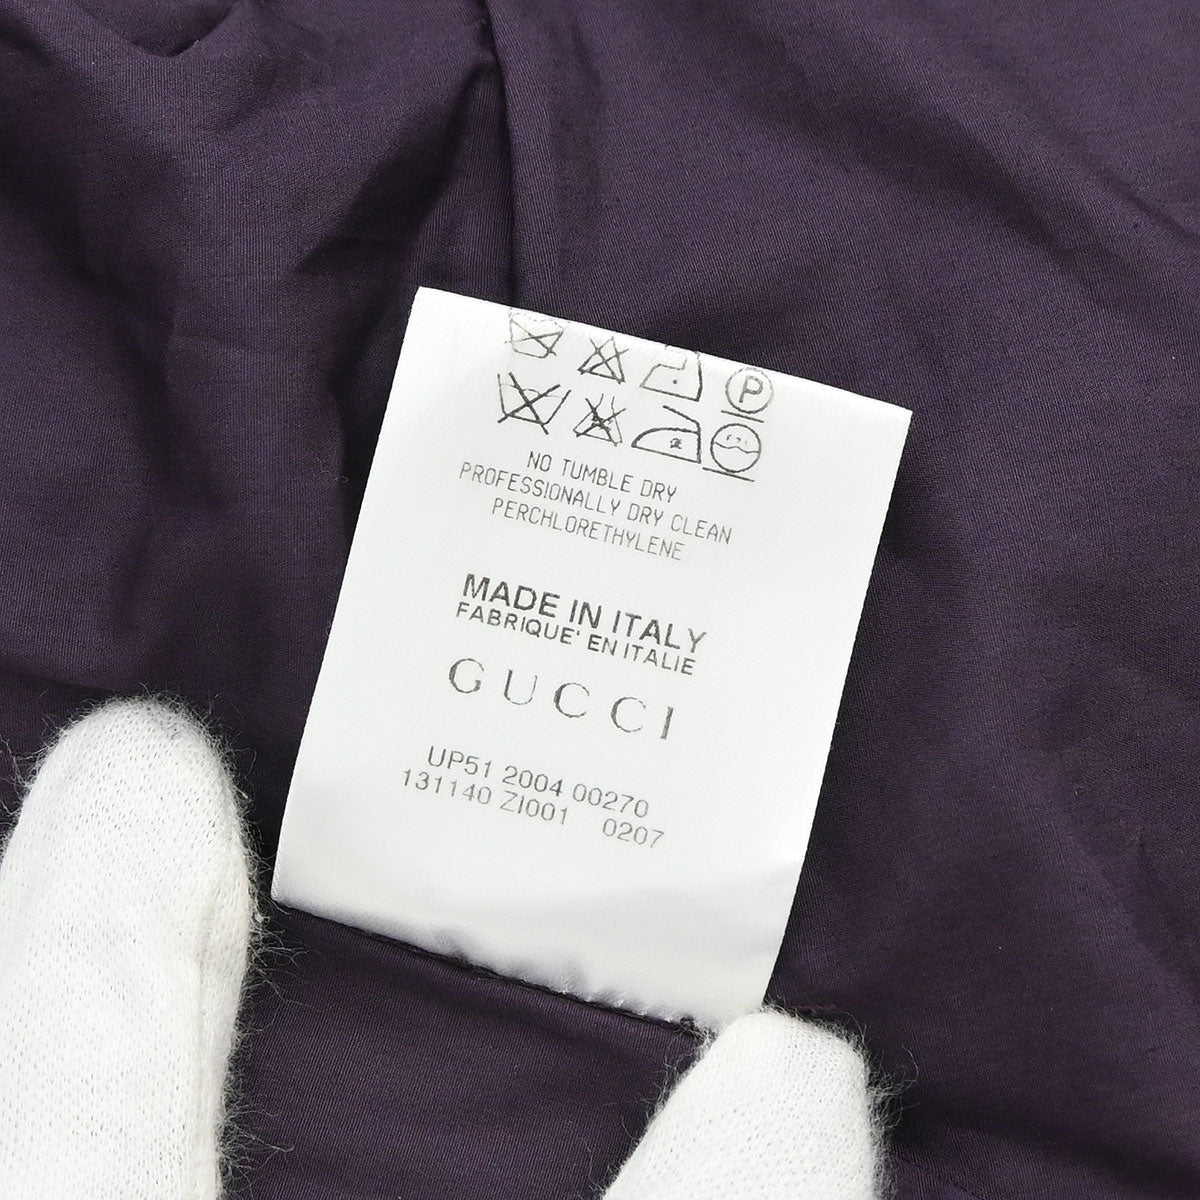 P
NO TUMBLE DRY
PROFESSIONALLY DRY CLEAN
PERCHLORETHYLENE
MADE IN ITALY
FABRIQUE' EN ITALIE
GUCCI
UP51 2004 00270
131140 ZI001 0207